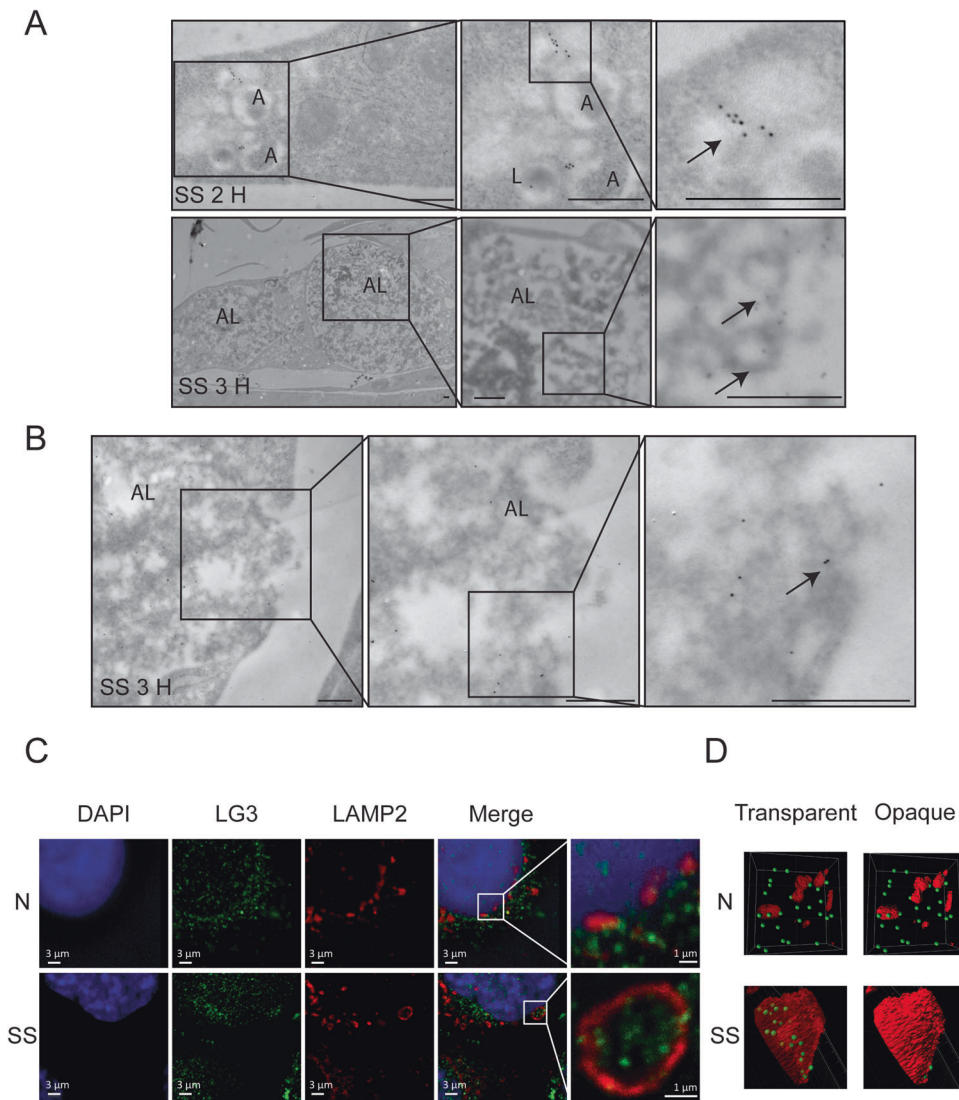 A
A
A
SS 2 H
A
L
A
AL
AL
SS 3 H
AL
B
AL
SS 3 H
AL
C
D
DAPI
LG3
LAMP2
Merge
Transparent
Opaque
N
3 µm
3 µm
3 µm
3 µm
1 µm
SS
3 µm
3 µm
3 µm
3 µm
1 µm
N
SS